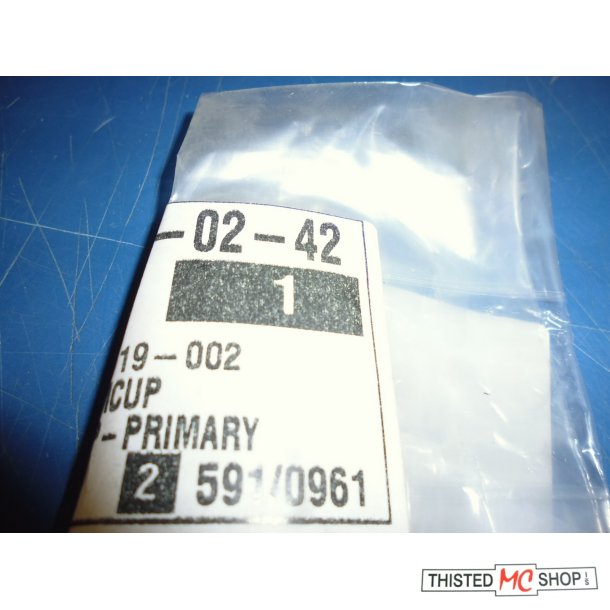 -02-42
1
19-002
CUP
-PRIMARY
2 591/0961
THISTED MC SHOP I/S